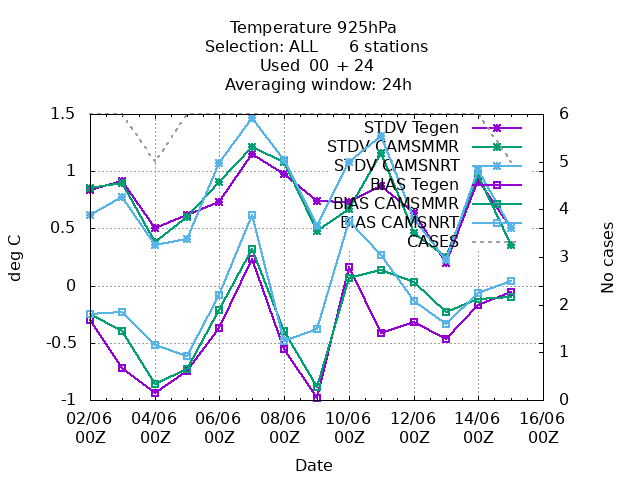 Temperature 925hPa
Selection: ALL 6 stations
Used 00 + 24
Averaging window: 24h
1.5
1
0.5
0
-0.5
-1
deg C
6
5
4
3
2
1
0
No cases
STDV Tegen
STDV CAMSMMR
STDV CAMSNRT
BIAS Tegen
BIAS CAMSMMR
BIAS CAMSNRT
CASES
02/06 04/06 06/06 08/06 10/06 12/06 14/06 16/06
00Z 00Z 00Z 00Z 00Z 00Z 00Z 00Z
Date